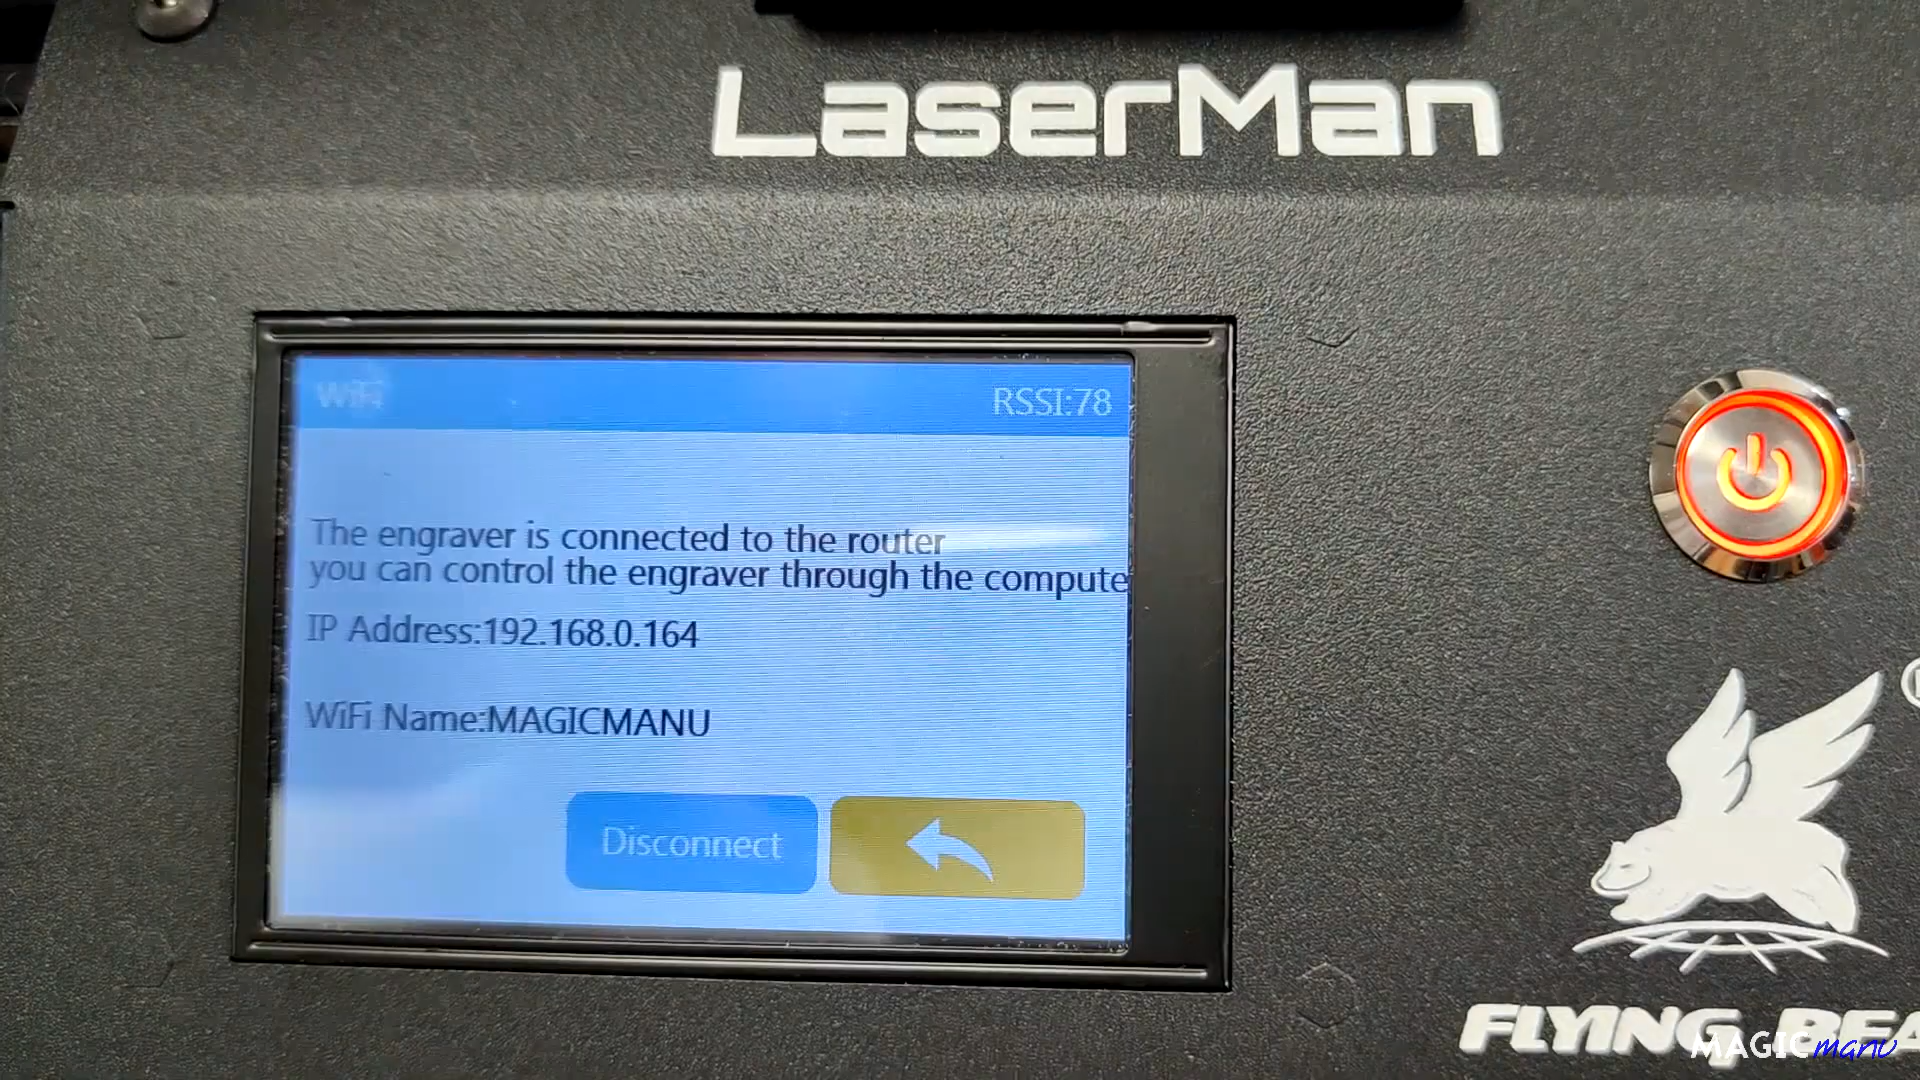 LaserMan
WiFi
RSSI:78
The engraver is connected to the router
you can control the engraver through the compute
IP Address:192.168.0.164
WiFi Name:MAGICMANU
Disconnect
FLYING BEA
MAGICmanu